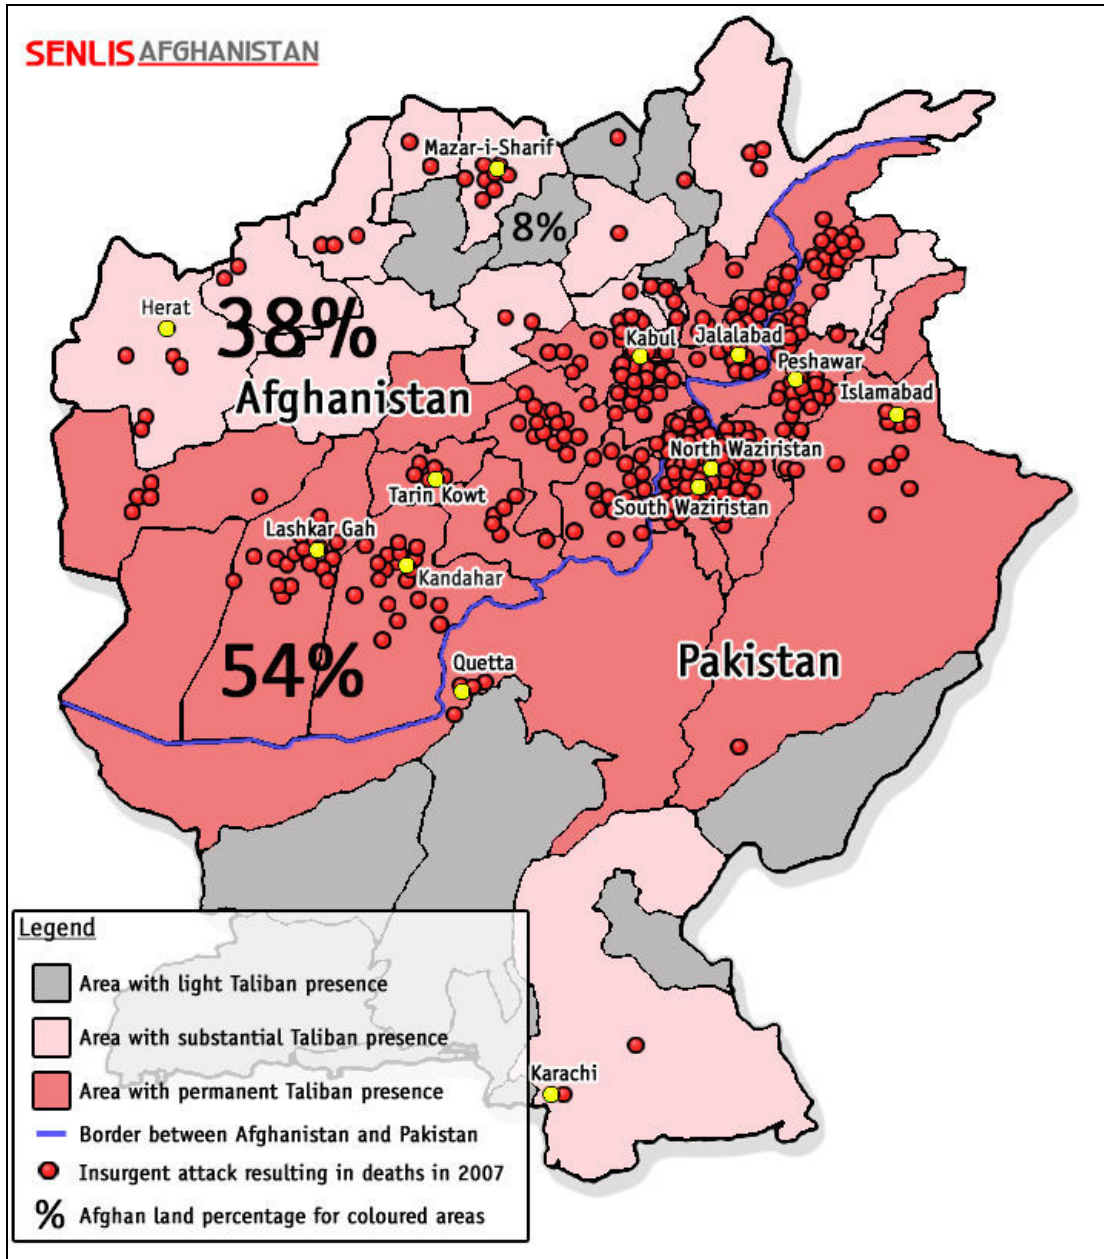 SENLIS AFGHANISTAN
Mazar-i-Sharif
8%
Herat
38%
Afghanistan
Kabul
Jalalabad
Peshawar
Islamabad
North Waziristan
Tarin Kowt
South Waziristan
Lashkar Gah
Kandahar
54%
Quetta
Pakistan
Karachi
Legend
Area with light Taliban presence
Area with substantial Taliban presence
Area with permanent Taliban presence
Border between Afghanistan and Pakistan
Insurgent attack resulting in deaths in 2007
% Afghan land percentage for coloured areas